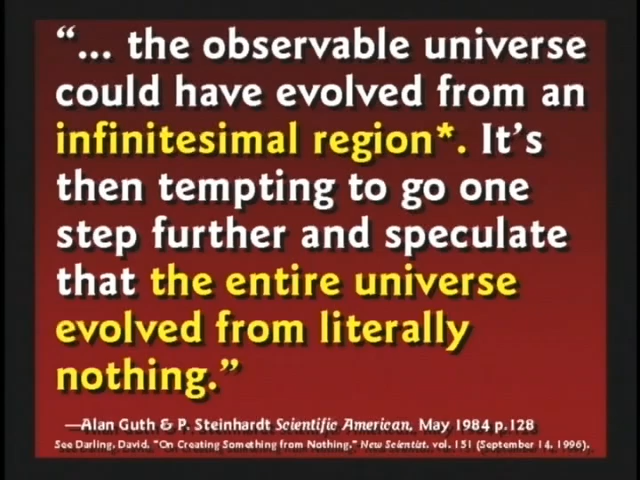 “... the observable universe
could have evolved from an
infinitesimal region*. It’s
then tempting to go one
step further and speculate
that the entire universe
evolved from literally
nothing.”
—Alan Guth & P. Steinhardt Scientific American, May 1984 p.128
See Darling, David. "On Creating Something from Nothing," New Scientist. vol. 151 (September 14, 1996).